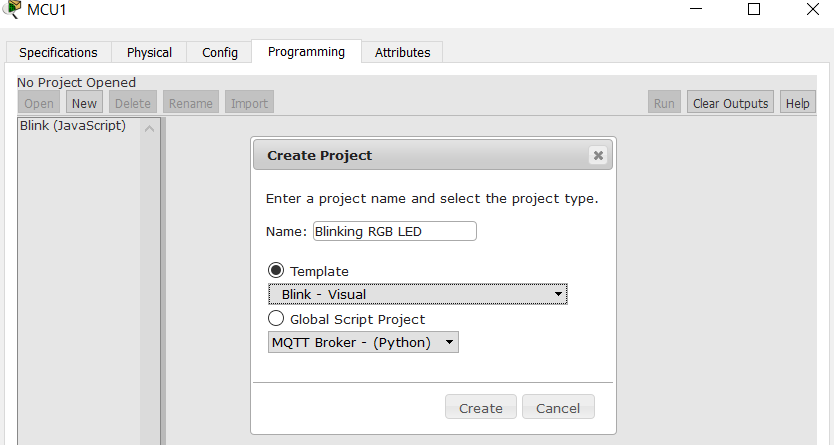 MCU1
Specifications Physical Config Programming Attributes
No Project Opened
Open New Delete Rename Import Run Clear Outputs Help
Blink (JavaScript)
Create Project
Enter a project name and select the project type.
Name: Blinking RGB LED
Template
Blink - Visual
Global Script Project
MQTT Broker - (Python)
Create Cancel